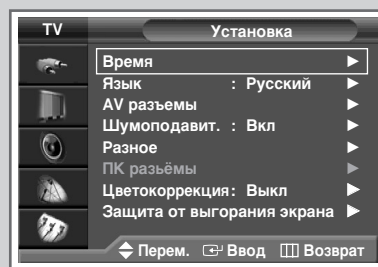 TV Установка
Время
Язык : Русский
AV разъемы
Шумоподавит. : Вкл
Разное
ПК разъёмы
Цветокоррекция: Выкл
Защита от выгорания экрана
Перем. Ввод Возврат